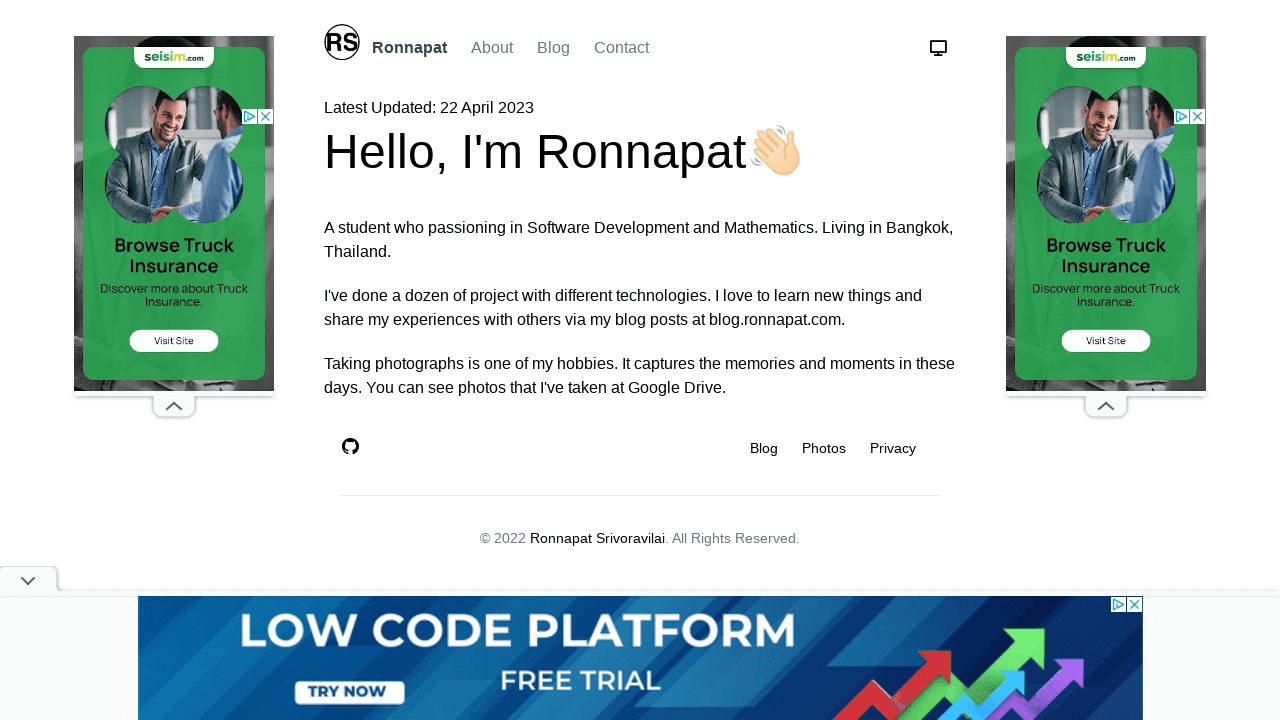 RS
Ronnapat About Blog Contact
Latest Updated: 22 April 2023
Hello, I'm Ronnapat
A student who passioning in Software Development and Mathematics. Living in Bangkok,
Thailand.
I've done a dozen of project with different technologies. I love to learn new things and
share my experiences with others via my blog posts at blog.ronnapat.com.
Taking photographs is one of my hobbies. It captures the memories and moments in these
days. You can see photos that I've taken at Google Drive.
Blog Photos Privacy
© 2022 Ronnapat Srivoravilai. All Rights Reserved.
seisim.com
Browse Truck
Insurance
Discover more about Truck
Insurance.
Visit Site
seisim.com
Browse Truck
Insurance
Discover more about Truck
Insurance.
Visit Site
LOW CODE PLATFORM
FREE TRIAL
TRY NOW